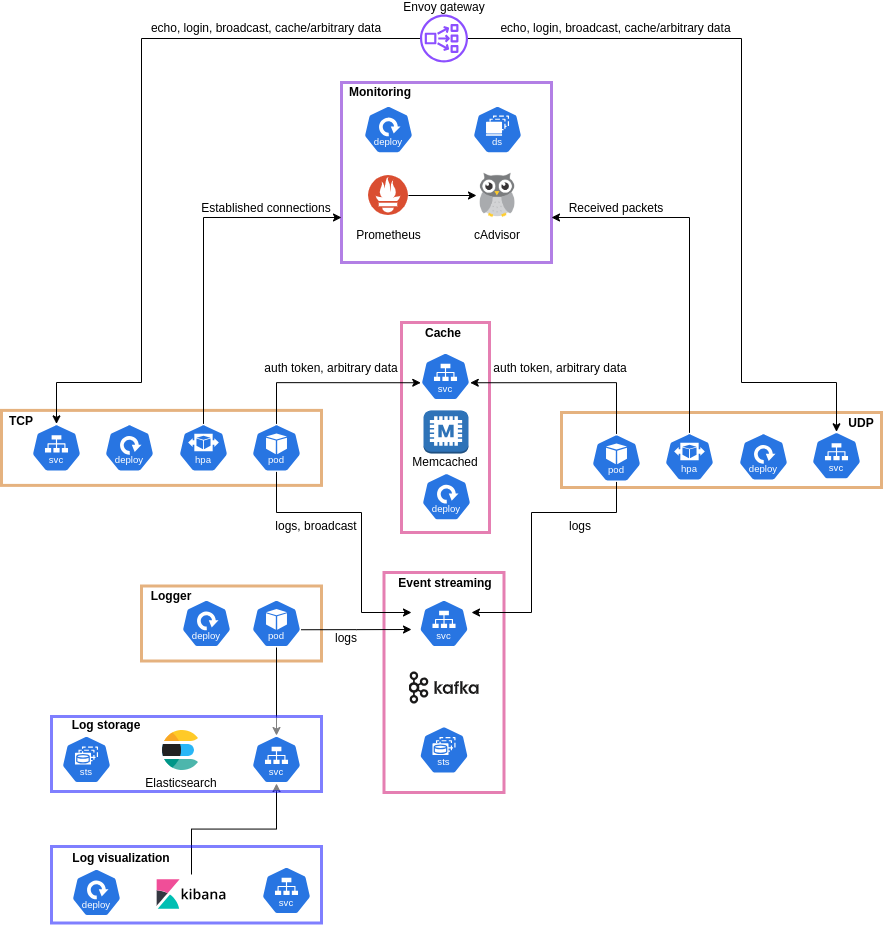 Envoy gateway
echo, login, broadcast, cache/arbitrary data
echo, login, broadcast, cache/arbitrary data
Monitoring
deploy
ds
Prometheus
cAdvisor
Established connections
Received packets
Cache
svc
M
Memcached
deploy
auth token, arbitrary data
auth token, arbitrary data
TCP
svc
deploy
hpa
pod
UDP
pod
hpa
deploy
svc
logs, broadcast
logs
Event streaming
svc
kafka
sts
Logger
deploy
pod
logs
Log storage
sts
Elasticsearch
svc
Log visualization
deploy
kibana
svc